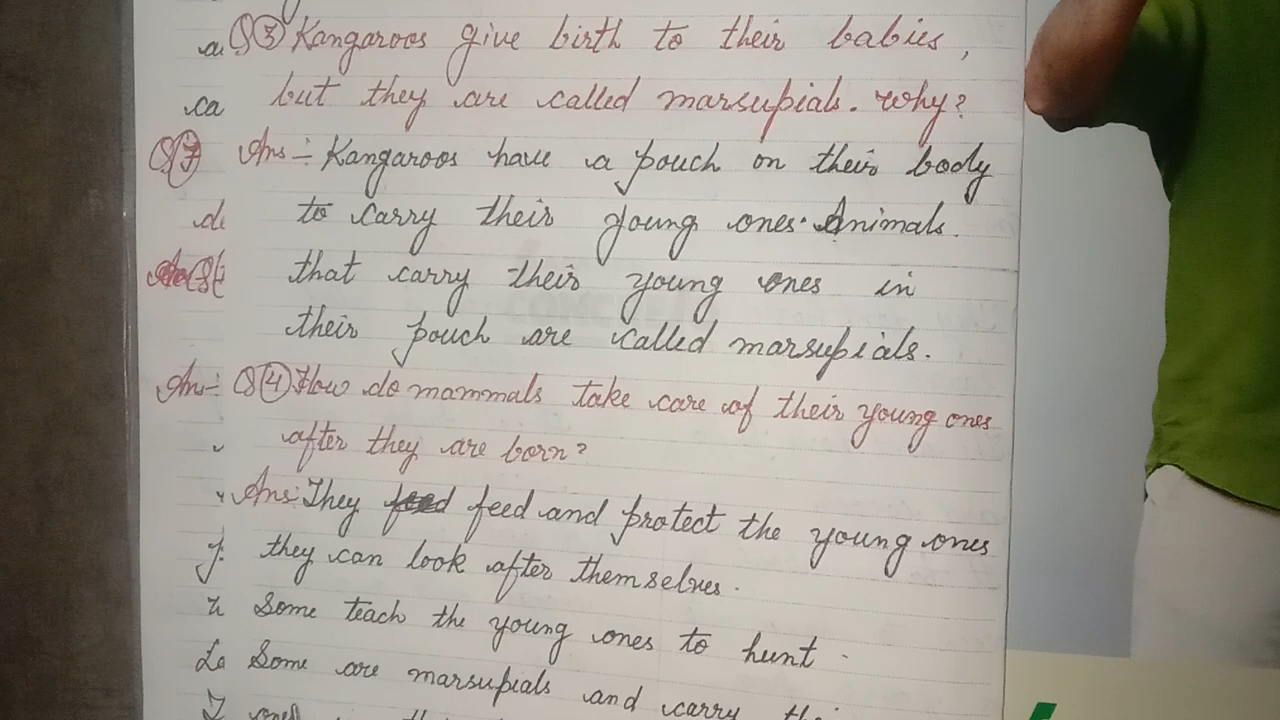 Q③ Kangaroos give birth to their babies,
but they are called marsupials. Why?
Ans - Kangaroos have a pouch on their body
to carry their young ones. Animals.
that carry their young ones in
their pouch are called marsupials.
Q④ How do mammals take care of their young ones
after they are born?
Ans: They feed and protect the young ones
they can look after themselves.
Some teach the young ones to hunt.
Some are marsupials and carry